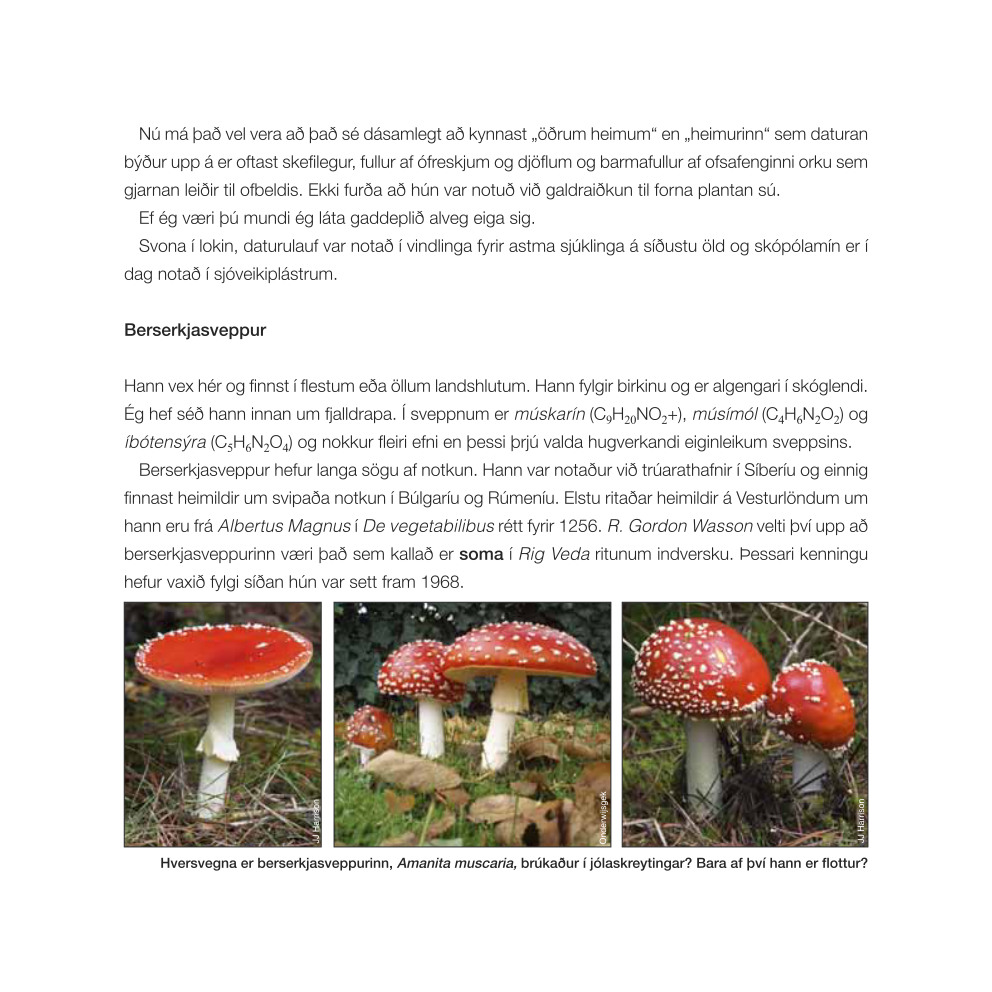 Nú má það vel vera að það sé dásamlegt að kynnast „öðrum heimum“ en „heimurinn“ sem daturan
býður upp á er oftast skefilegur, fullur af ófreskjum og djöflum og barmafullur af ofsafenginni orku sem
gjarnan leiðir til ofbeldis. Ekki furða að hún var notuð við galdraiðkun til forna plantan sú.
Ef ég væri þú mundi ég láta gaddeplið alveg eiga sig.
Svona í lokin, daturulauf var notað í vindlinga fyrir astma sjúklinga á síðustu öld og skópólamín er í
dag notað í sjóveikiplástrum.
Berserkjasveppur
Hann vex hér og finnst í flestum eða öllum landshlutum. Hann fylgir birkinu og er algengari í skóglendi.
Ég hef séð hann innan um fjalldrapa. Í sveppnum er múskarín (C₉H₂₀NO₂+), músímól (C₄H₆N₂O₂) og
íbótensýra (C₅H₆N₂O₄) og nokkur fleiri efni en þessi þrjú valda hugverkandi eiginleikum sveppsins.
Berserkjasveppur hefur langa sögu af notkun. Hann var notaður við trúarathafnir í Síberíu og einnig
finnast heimildir um svipaða notkun í Búlgaríu og Rúmeníu. Elstu ritaðar heimildir á Vesturlöndum um
hann eru frá Albertus Magnus í De vegetabilibus rétt fyrir 1256. R. Gordon Wasson velti því upp að
berserkjasveppurinn væri það sem kallað er soma í Rig Veda ritunum indversku. Þessari kenningu
hefur vaxið fylgi síðan hún var sett fram 1968.
JJ Harrison
Onderwijsgek
JJ Harrison
Hversvegna er berserkjasveppurinn, Amanita muscaria, brúkaður í jólaskreytingar? Bara af því hann er flottur?